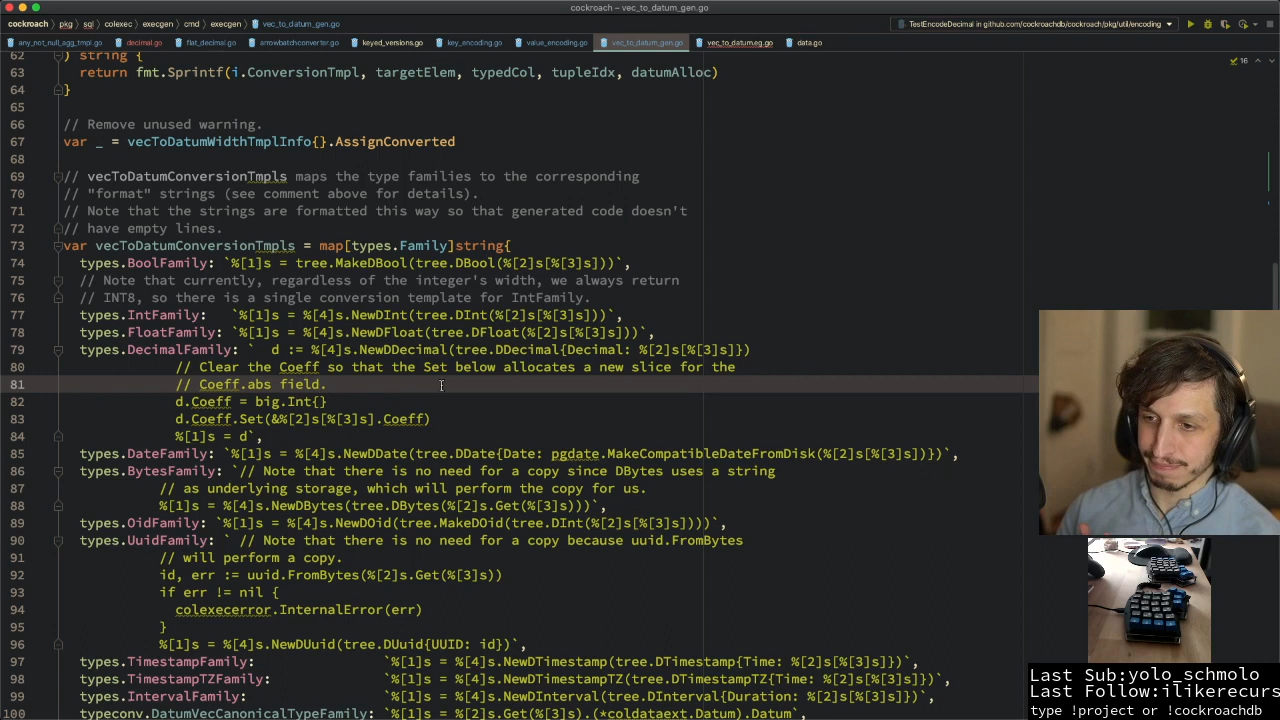 cockroach – vec_to_datum_gen.go
cockroach › pkg › sql › colexec › execgen › cmd › execgen › vec_to_datum_gen.go
TestEncodeDecimal in github.com/cockroachdb/cockroach/pkg/util/encoding
any_not_null_agg_tmpl.go decimal.go flat_decimal.go arrowbatchconverter.go keyed_versions.go key_encoding.go value_encoding.go vec_to_datum_gen.go vec_to_datum.eg.go data.go
16
62 ) string {
63 return fmt.Sprintf(i.ConversionTmpl, targetElem, typedCol, tupleIdx, datumAlloc)
64 }
65
66 // Remove unused warning.
67 var _ = vecToDatumWidthTmplInfo{}.AssignConverted
68
69 // vecToDatumConversionTmpls maps the type families to the corresponding
70 // "format" strings (see comment above for details).
71 // Note that the strings are formatted this way so that generated code doesn't
72 // have empty lines.
73 var vecToDatumConversionTmpls = map[types.Family]string{
74 types.BoolFamily: `%[1]s = tree.MakeDBool(tree.DBool(%[2]s[%[3]s]))`,
75 // Note that currently, regardless of the integer's width, we always return
76 // INT8, so there is a single conversion template for IntFamily.
77 types.IntFamily:   `%[1]s = %[4]s.NewDInt(tree.DInt(%[2]s[%[3]s]))`,
78 types.FloatFamily: `%[1]s = %[4]s.NewDFloat(tree.DFloat(%[2]s[%[3]s]))`,
79 types.DecimalFamily: `  d := %[4]s.NewDDecimal(tree.DDecimal{Decimal: %[2]s[%[3]s]})
80 // Clear the Coeff so that the Set below allocates a new slice for the
81 // Coeff.abs field.
82 d.Coeff = big.Int{}
83 d.Coeff.Set(&%[2]s[%[3]s].Coeff)
84 %[1]s = d`,
85 types.DateFamily: `%[1]s = %[4]s.NewDDate(tree.DDate{Date: pgdate.MakeCompatibleDateFromDisk(%[2]s[%[3]s])})`,
86 types.BytesFamily: `// Note that there is no need for a copy since DBytes uses a string
87 // as underlying storage, which will perform the copy for us.
88 %[1]s = %[4]s.NewDBytes(tree.DBytes(%[2]s.Get(%[3]s)))`,
89 types.OidFamily: `%[1]s = %[4]s.NewDOid(tree.MakeDOid(tree.DInt(%[2]s[%[3]s])))`,
90 types.UuidFamily: ` // Note that there is no need for a copy because uuid.FromBytes
91 // will perform a copy.
92 id, err := uuid.FromBytes(%[2]s.Get(%[3]s))
93 if err != nil {
94 colexecerror.InternalError(err)
95 }
96 %[1]s = %[4]s.NewDUuid(tree.DUuid{UUID: id})`,
97 types.TimestampFamily: `%[1]s = %[4]s.NewDTimestamp(tree.DTimestamp{Time: %[2]s[%[3]s]})`,
98 types.TimestampTZFamily: `%[1]s = %[4]s.NewDTimestampTZ(tree.DTimestampTZ{Time: %[2]s[%[3]s]})`,
99 types.IntervalFamily: `%[1]s = %[4]s.NewDInterval(tree.DInterval{Duration: %[2]s[%[3]s]})`,
100 typeconv.DatumVecCanonicalTypeFamily: `%[1]s = %[2]s.Get(%[3]s).(*coldataext.Datum).Datum`,
Last Sub:yolo_schmolo
Last Follow:ilikerecurs
type !project or !cockroachdb